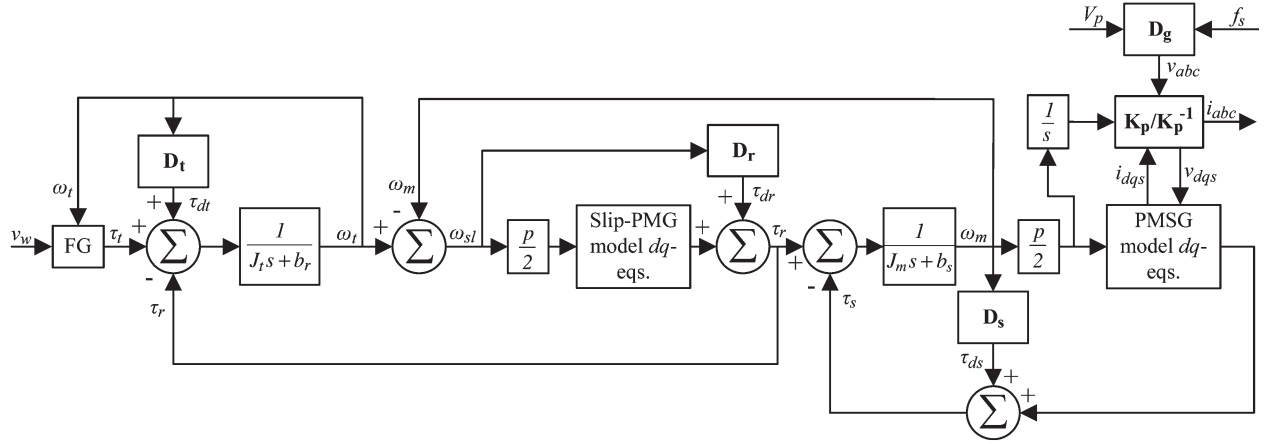 V_p
D_g
f_s
v_abc
1
s
K_p/K_p^-1
i_abc
D_t
D_r
ω_t
+
τ_dt
ω_m
-
+
τ_dr
i_dqs
v_dqs
v_w
FG
τ_t
+
Σ
-
1
J_t s + b_r
ω_t
+
Σ
ω_sl
p
2
Slip-PMG
model dq-
eqs.
+
Σ
τ_r
+
Σ
-
1
J_m s + b_s
ω_m
p
2
PMSG
model dq-
eqs.
τ_r
τ_s
D_s
τ_ds
+
+
Σ